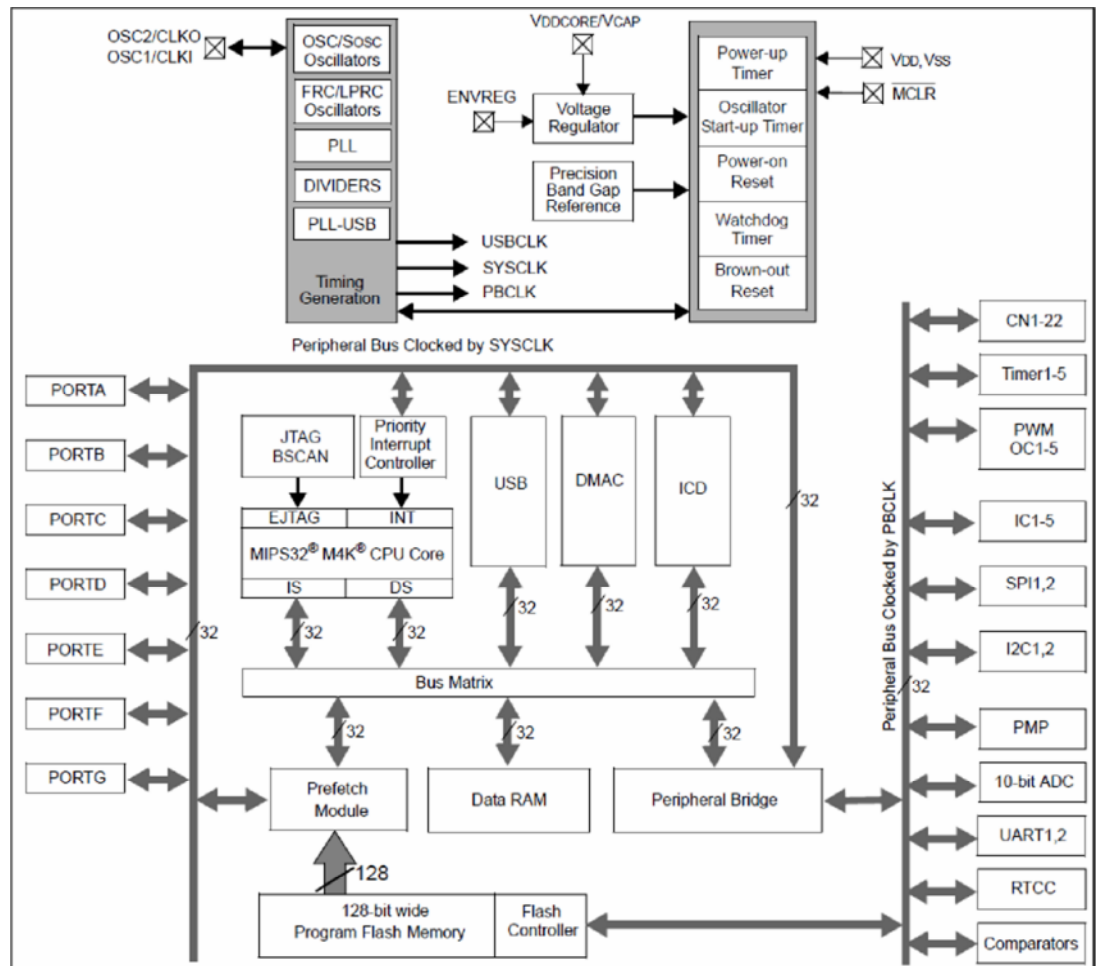 OSC2/CLKO
OSC1/CLKI
OSC/SOSC
Oscillators
FRC/LPRC
Oscillators
PLL
DIVIDERS
PLL-USB
Timing
Generation
USBCLK
SYSCLK
PBCLK
VDDCORE/VCAP
ENVREG
Voltage
Regulator
Precision
Band Gap
Reference
Power-up
Timer
Oscillator
Start-up Timer
Power-on
Reset
Watchdog
Timer
Brown-out
Reset
VDD,VSS
MCLR
Peripheral Bus Clocked by SYSCLK
PORTA
PORTB
PORTC
PORTD
PORTE
PORTF
PORTG
32
JTAG
BSCAN
Priority
Interrupt
Controller
EJTAG
INT
MIPS32® M4K® CPU Core
IS
DS
USB
DMAC
ICD
32
32
32
32
32
32
Bus Matrix
32
32
32
Prefetch
Module
Data RAM
Peripheral Bridge
128
128-bit wide
Program Flash Memory
Flash
Controller
Peripheral Bus Clocked by PBCLK
32
CN1-22
Timer1-5
PWM
OC1-5
IC1-5
SPI1,2
I2C1,2
PMP
10-bit ADC
UART1,2
RTCC
Comparators